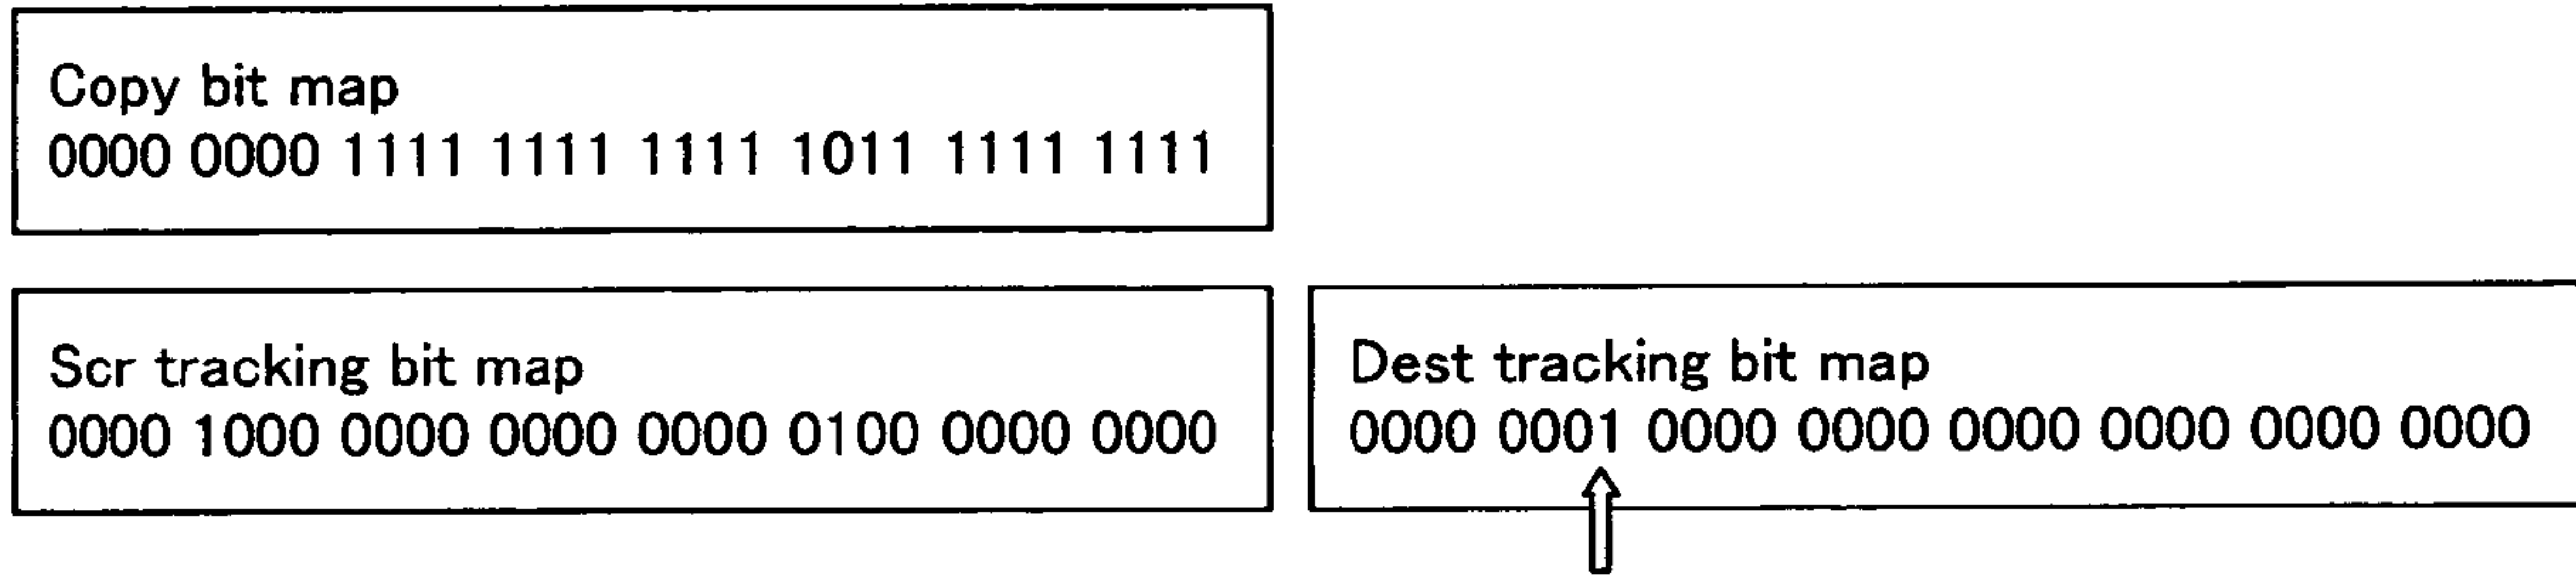 Copy bit map
0000 0000 1111 1111 1111 1011 1111 1111
Scr tracking bit map
0000 1000 0000 0000 0000 0100 0000 0000
Dest tracking bit map
0000 0001 0000 0000 0000 0000 0000 0000